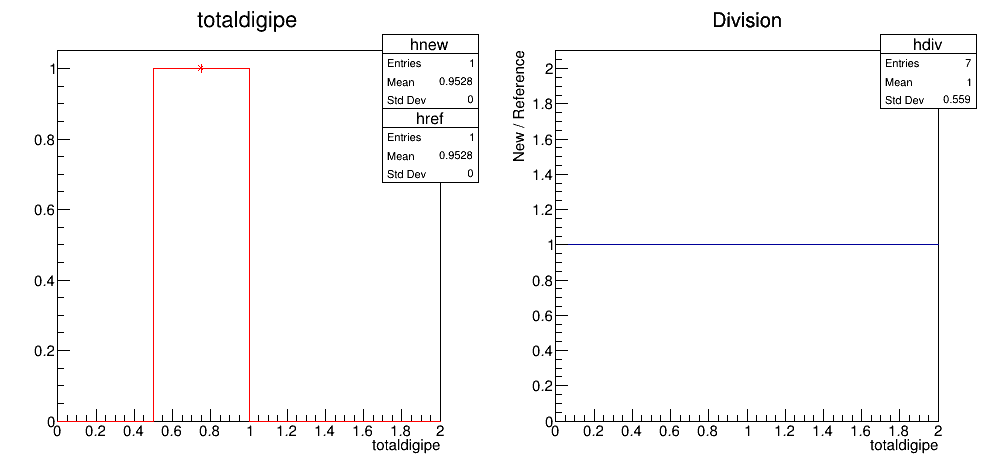 totaldigipe
hnew
Entries 1
Mean 0.9528
Std Dev 0
href
Entries 1
Mean 0.9528
Std Dev 0
1
0.8
0.6
0.4
0.2
0
0 0.2 0.4 0.6 0.8 1 1.2 1.4 1.6 1.8 2
totaldigipe
Division
hdiv
Entries 7
Mean 1
Std Dev 0.559
New / Reference
2
1.8
1.6
1.4
1.2
1
0.8
0.6
0.4
0.2
0
0 0.2 0.4 0.6 0.8 1 1.2 1.4 1.6 1.8 2
totaldigipe